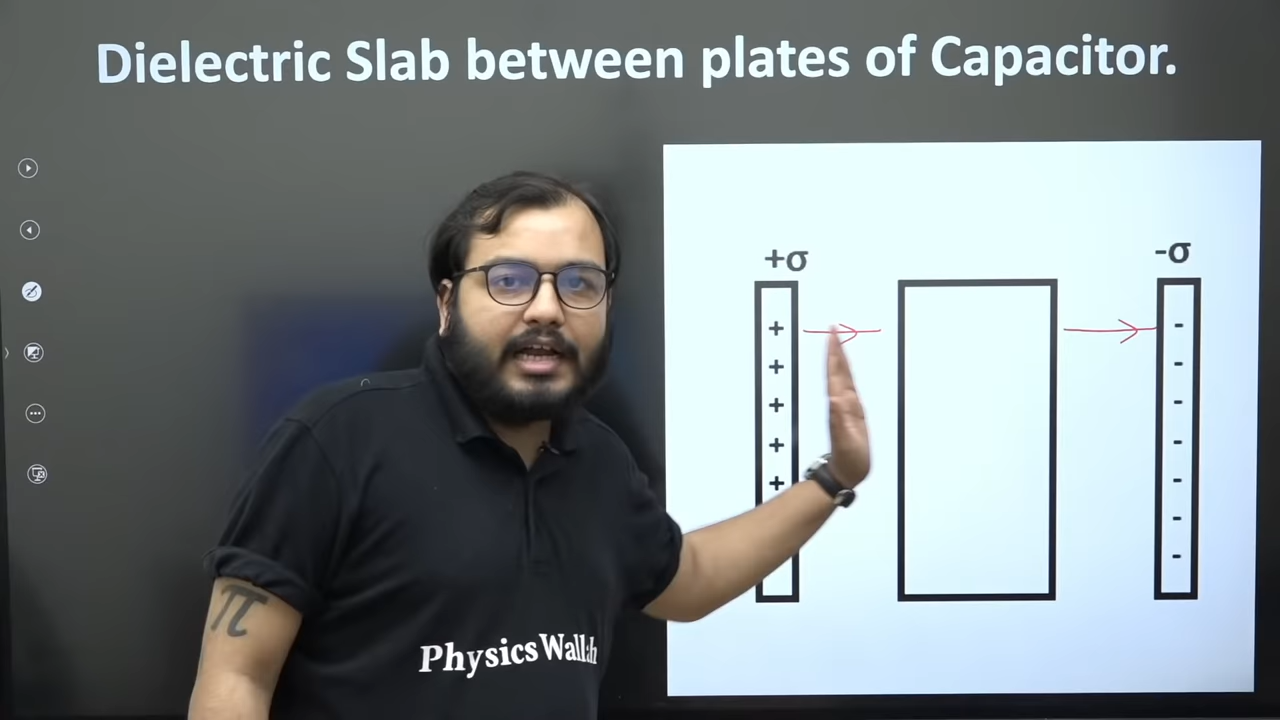 Dielectric Slab between plates of Capacitor.
+σ
-σ
+
+
+
+
+
-
-
-
-
-
-
-
π
Physics Wallah